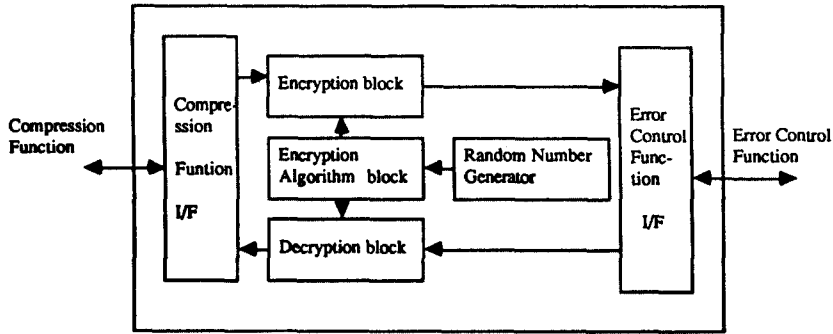 Compression
Function
Compre-
ssion
Funtion
I/F
Encryption block
Encryption
Algorithm block
Decryption block
Random Number
Generator
Error
Control
Func-
tion
I/F
Error Control
Function